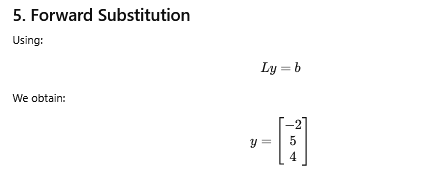 5. Forward Substitution
Using:
Ly = b
We obtain:
y = [−2
5
4]